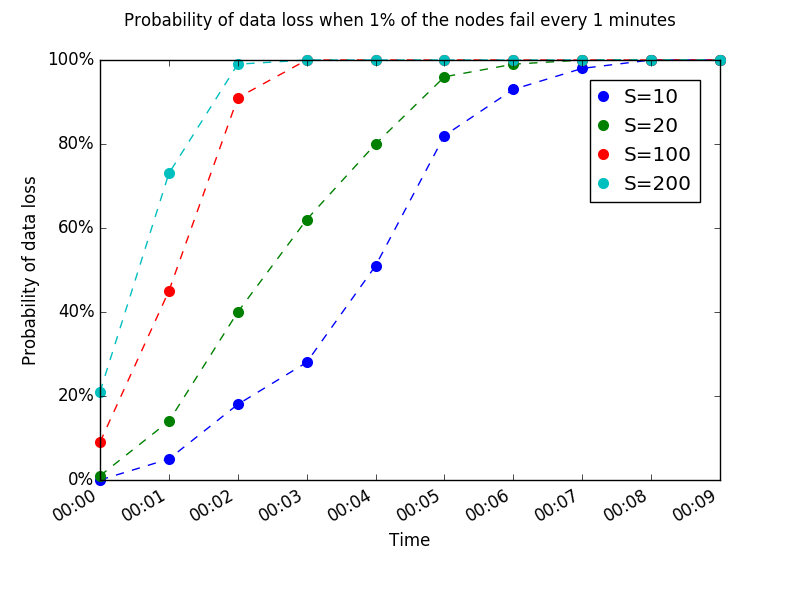 Probability of data loss when 1% of the nodes fail every 1 minutes
100%
80%
60%
40%
20%
0%
Probability of data loss
S=10
S=20
S=100
S=200
00:00
00:01
00:02
00:03
00:04
00:05
00:06
00:07
00:08
00:09
Time